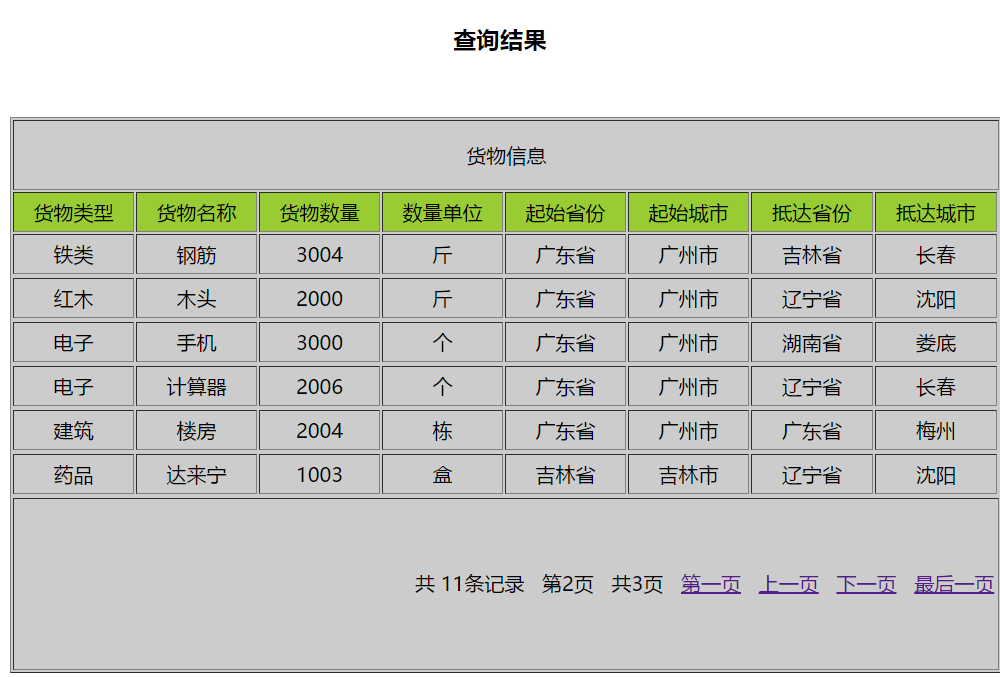 查询结果
货物信息
货物类型 货物名称 货物数量 数量单位 起始省份 起始城市 抵达省份 抵达城市
铁类 钢筋 3004 斤 广东省 广州市 吉林省 长春
红木 木头 2000 斤 广东省 广州市 辽宁省 沈阳
电子 手机 3000 个 广东省 广州市 湖南省 娄底
电子 计算器 2006 个 广东省 广州市 辽宁省 长春
建筑 楼房 2004 栋 广东省 广州市 广东省 梅州
药品 达来宁 1003 盒 吉林省 吉林市 辽宁省 沈阳
共 11条记录 第2页 共3页 第一页 上一页 下一页 最后一页